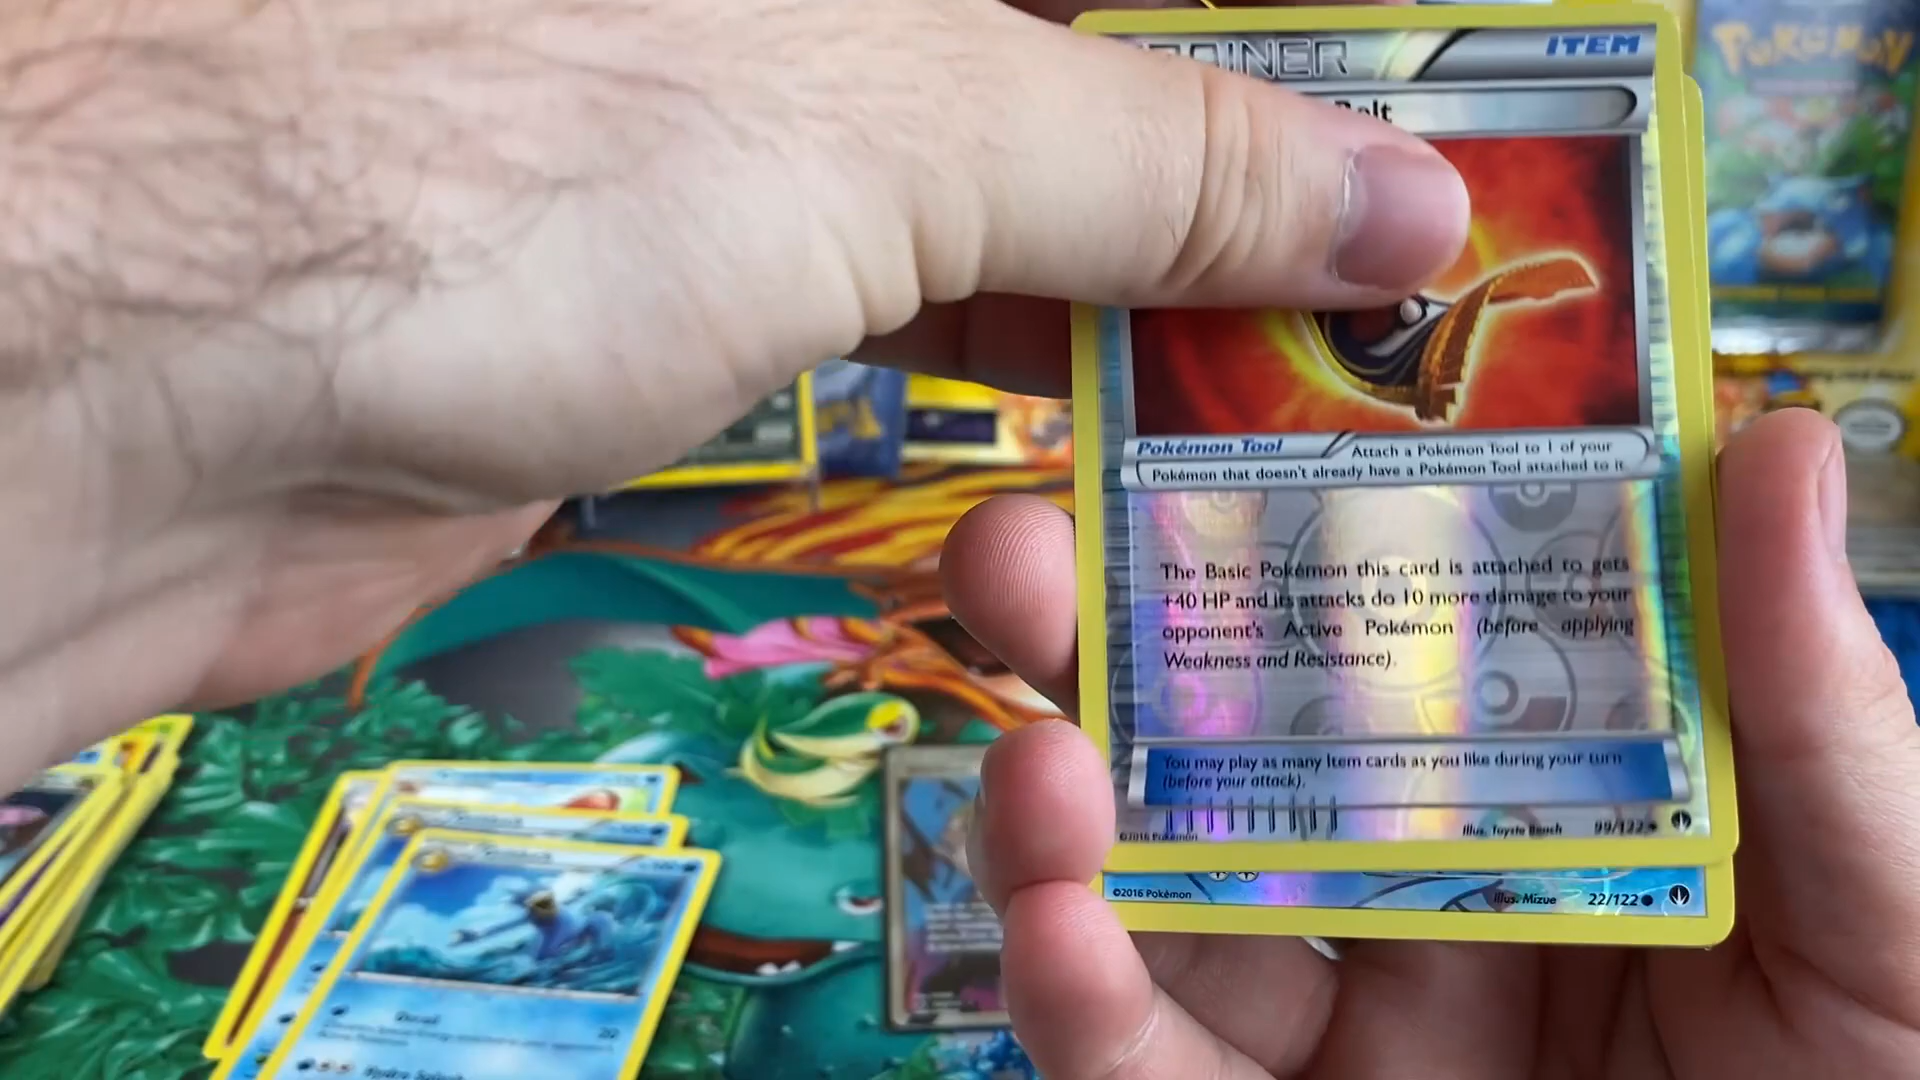 ITEM
Belt
Pokémon Tool
Attach a Pokémon Tool to 1 of your
Pokémon that doesn't already have a Pokémon Tool attached to it.
The Basic Pokémon this card is attached to gets
+40 HP and its attacks do 10 more damage to your
opponent's Active Pokémon (before applying
Weakness and Resistance).
You may play as many Item cards as you like during your turn
(before your attack).
©2016 Pokémon
Illus. Toyste Beach
99/122
©2016 Pokémon
Illus. Mizue
22/122
POKéMON
20